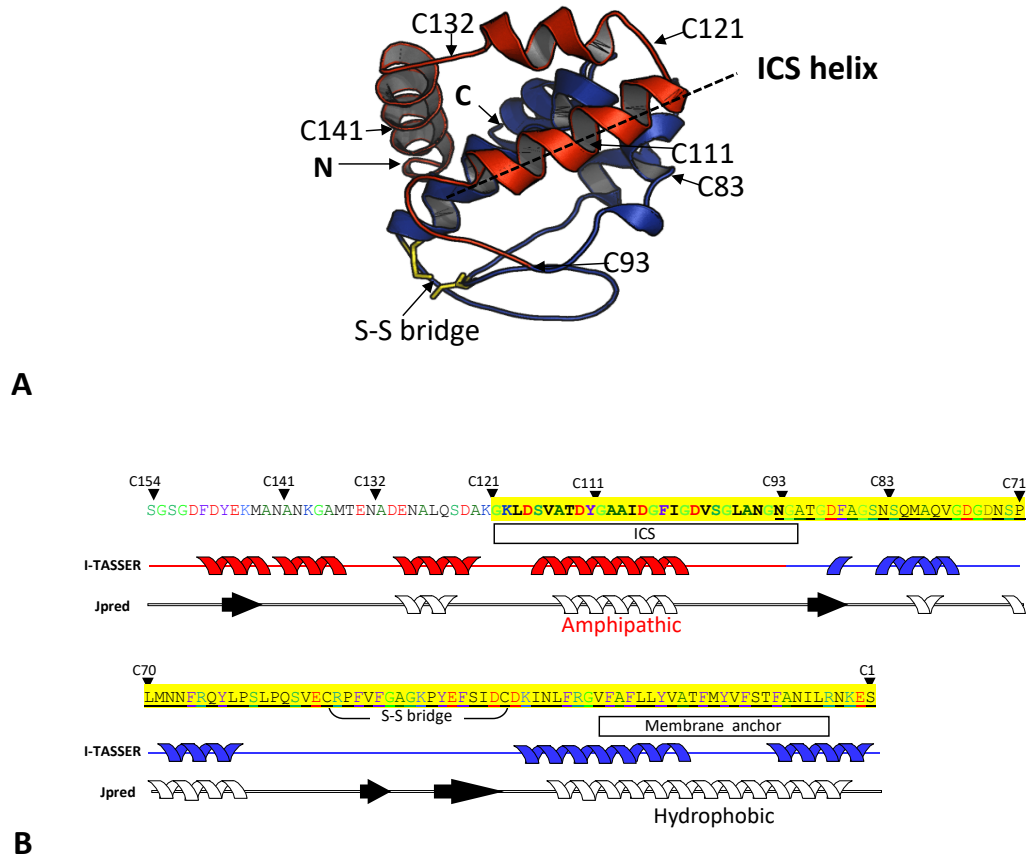 C132
C121
ICS helix
C
C141
N
C111
C83
C93
S-S bridge
A
C154 C141 C132 C121 C111 C93 C83 C71
SGSGDFDYEKMANANKGAMTENADENALQSDAKGKLDSVATDYGAAIDGFIGDVSGLANGNGATGDFAGSNSQMAQVGDGDNSP
ICS
I-TASSER
Jpred
Amphipathic
C70 C1
LMNNFRQYLPSLPQSVECRPFVFGAGKPYEFSIDCDKINLFRGVFAFLLYVATFMYVFSTFANILRNKES
S-S bridge
Membrane anchor
I-TASSER
Jpred
Hydrophobic
B